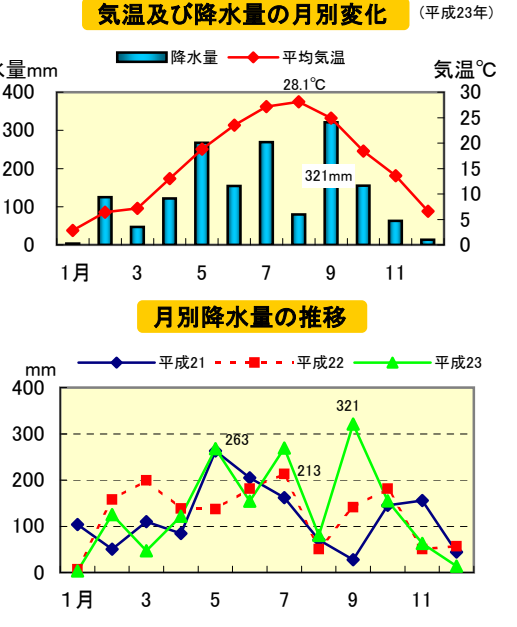 気温及び降水量の月別変化 (平成23年)
降水量 平均気温
水量mm 気温℃
28.1℃
400 30
300 25
20
200 15
321mm
100 10
5
0 0
1月 3 5 7 9 11
月別降水量の推移
mm 平成21 平成22 平成23
400
321
300
263
200 213
100
0
1月 3 5 7 9 11